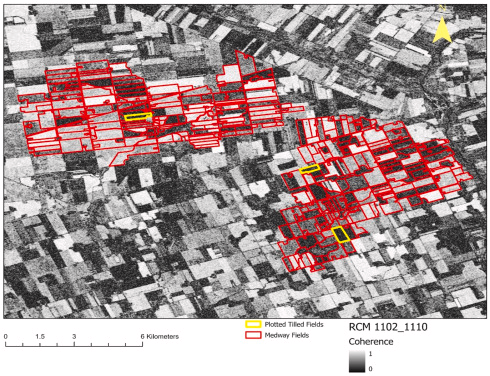 Plotted Tilled Fields
Medway Fields
RCM 1102_1110
Coherence
1
0
0 1.5 3 6 Kilometers